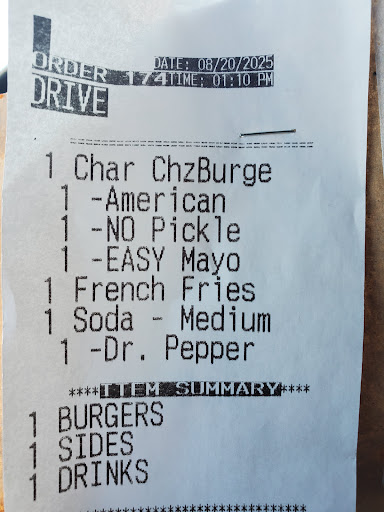 ORDER 174
DATE: 08/20/2025
TIME: 01:10 PM
DRIVE
1 Char ChzBurge
1 -American
1 -NO Pickle
1 -EASY Mayo
1 French Fries
1 Soda - Medium
1 -Dr. Pepper
****ITEM SUMMARY****
1 BURGERS
1 SIDES
1 DRINKS